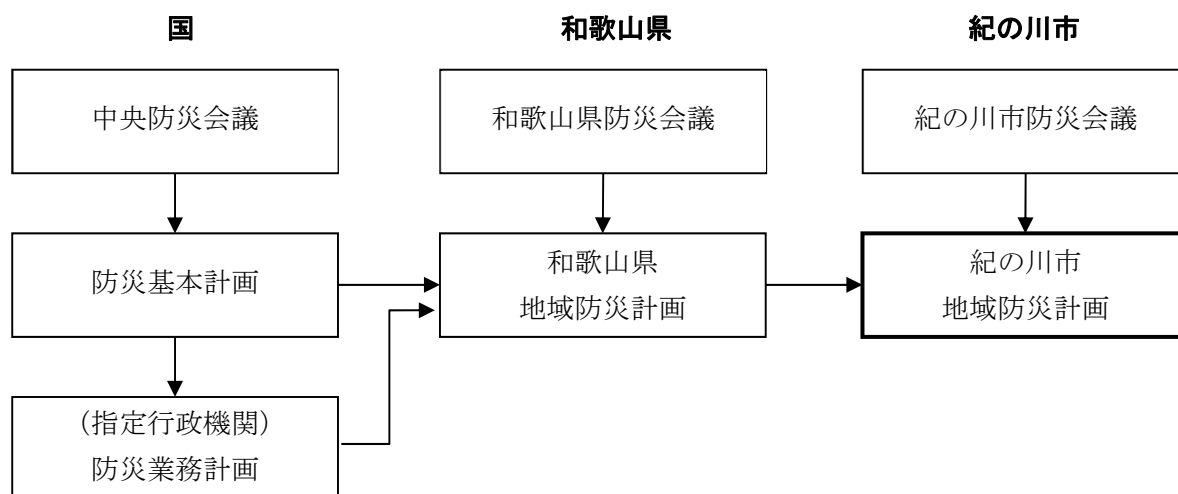 国
和歌山県
紀の川市
中央防災会議
和歌山県防災会議
紀の川市防災会議
防災基本計画
和歌山県
地域防災計画
紀の川市
地域防災計画
（指定行政機関）
防災業務計画